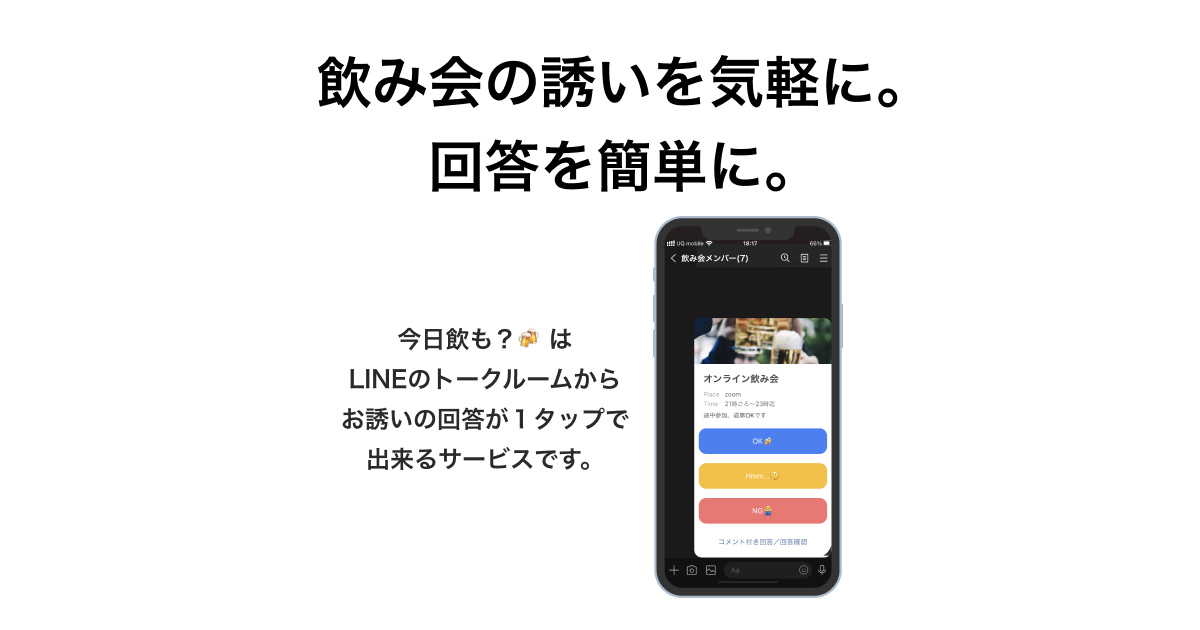 飲み会の誘いを気軽に。
回答を簡単に。
今日飲も？🍻 は
LINEのトークルームから
お誘いの回答が１タップで
出来るサービスです。
UQ mobile 18:17 66%
飲み会メンバー(7)
オンライン飲み会
Place zoom
Time 21時ごろ〜23時迄
途中参加、退席OKです
OK🍻
Hmm...🤔
NG🙇‍♂️
コメント付き回答／回答確認
Aa